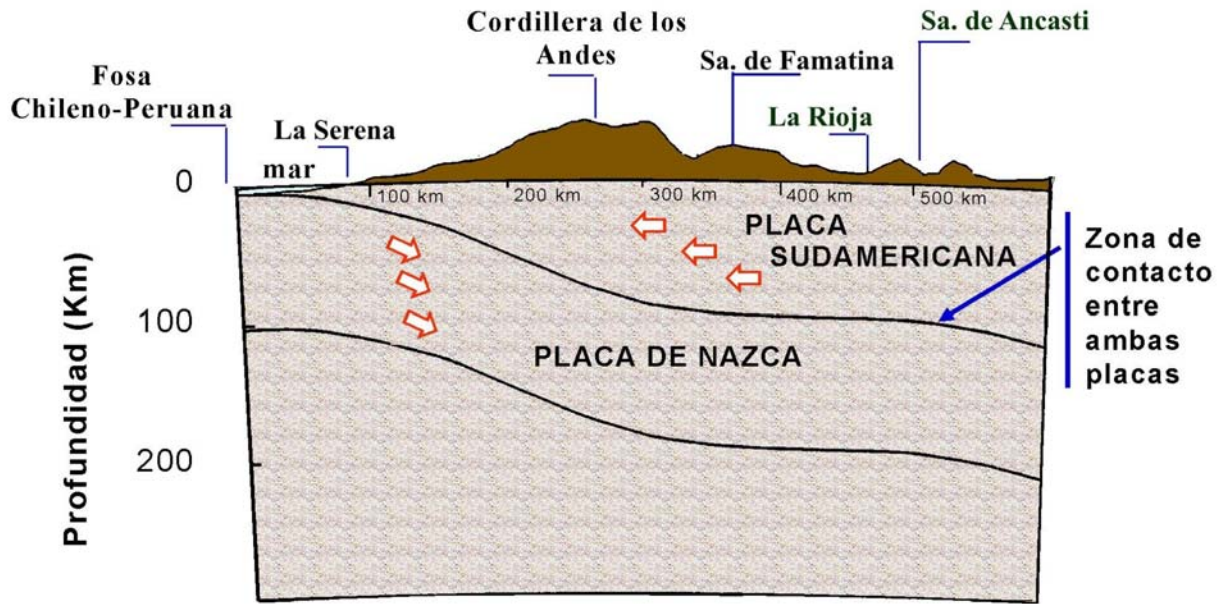 Fosa
Chileno-Peruana
La Serena
mar
Cordillera de los
Andes
Sa. de Famatina
La Rioja
Sa. de Ancasti
0
100 km
200 km
300 km
400 km
500 km
PLACA
SUDAMERICANA
PLACA DE NAZCA
Zona de
contacto
entre
ambas
placas
100
200
Profundidad (Km)